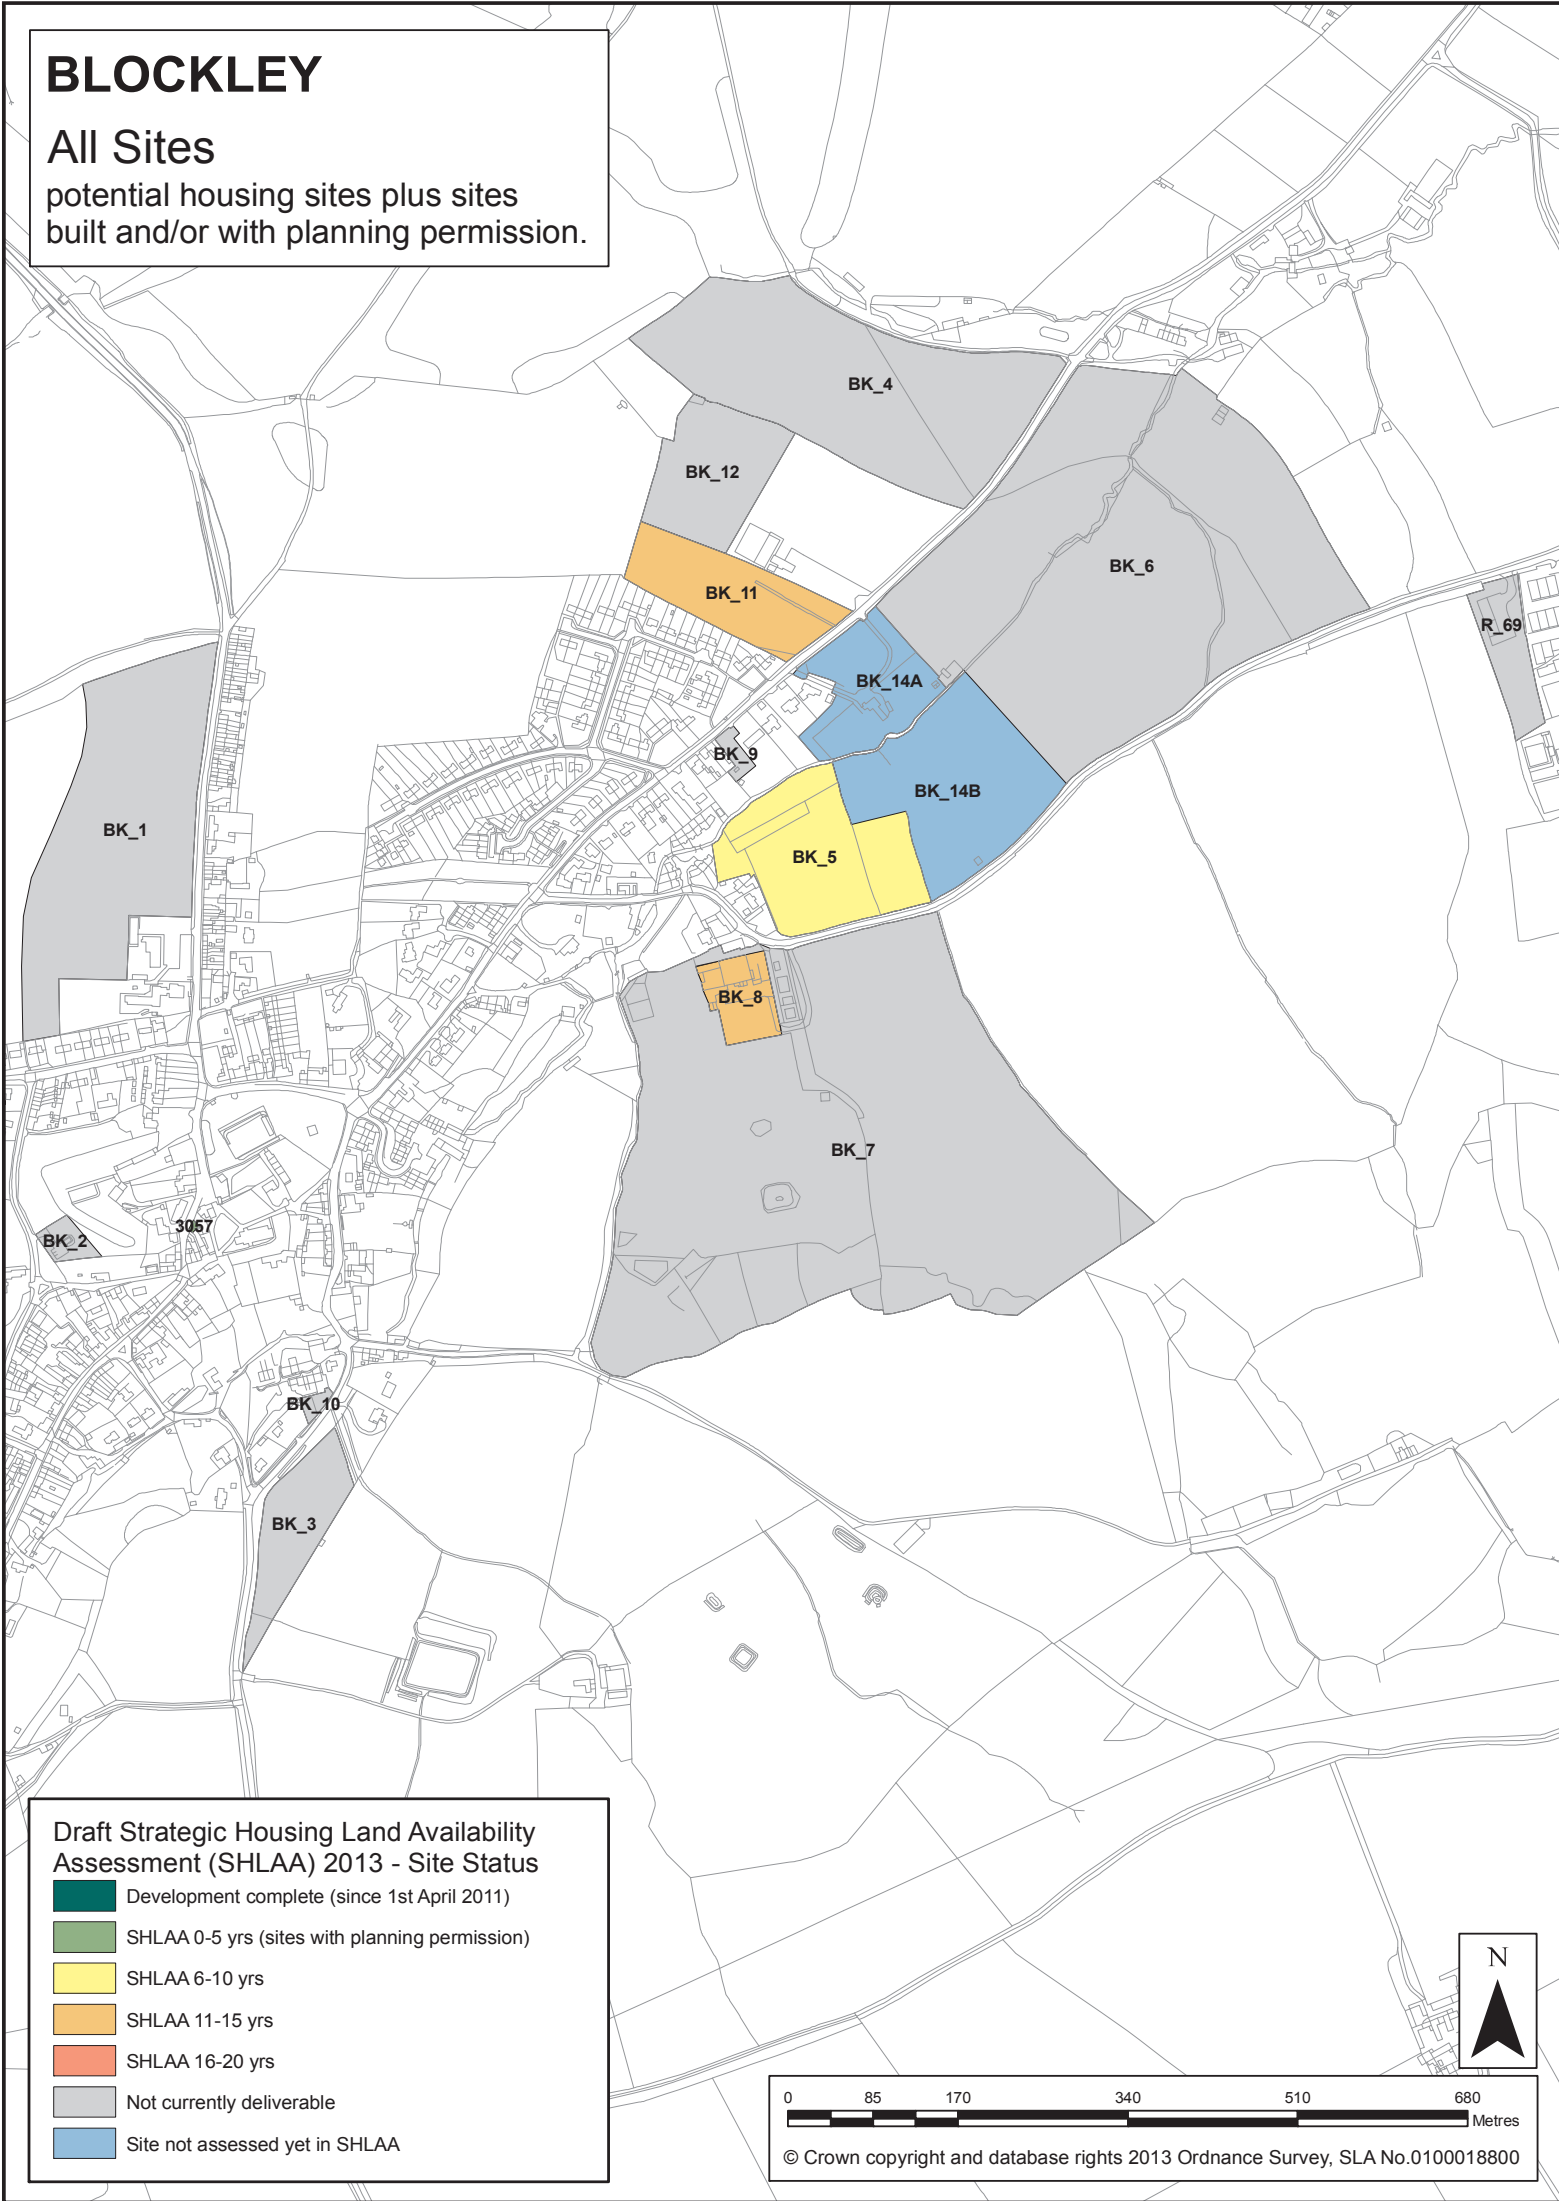 BLOCKLEY
All Sites
potential housing sites plus sites
built and/or with planning permission.
BK_4
BK_12
BK_6
BK_11
R_69
BK_14A
BK_9
BK_14B
BK_1
BK_5
BK_8
BK_7
3057
BK_2
BK_10
BK_3
Draft Strategic Housing Land Availability
Assessment (SHLAA) 2013 - Site Status
Development complete (since 1st April 2011)
SHLAA 0-5 yrs (sites with planning permission)
SHLAA 6-10 yrs
SHLAA 11-15 yrs
SHLAA 16-20 yrs
Not currently deliverable
Site not assessed yet in SHLAA
N
0 85 170 340 510 680
Metres
© Crown copyright and database rights 2013 Ordnance Survey, SLA No.0100018800